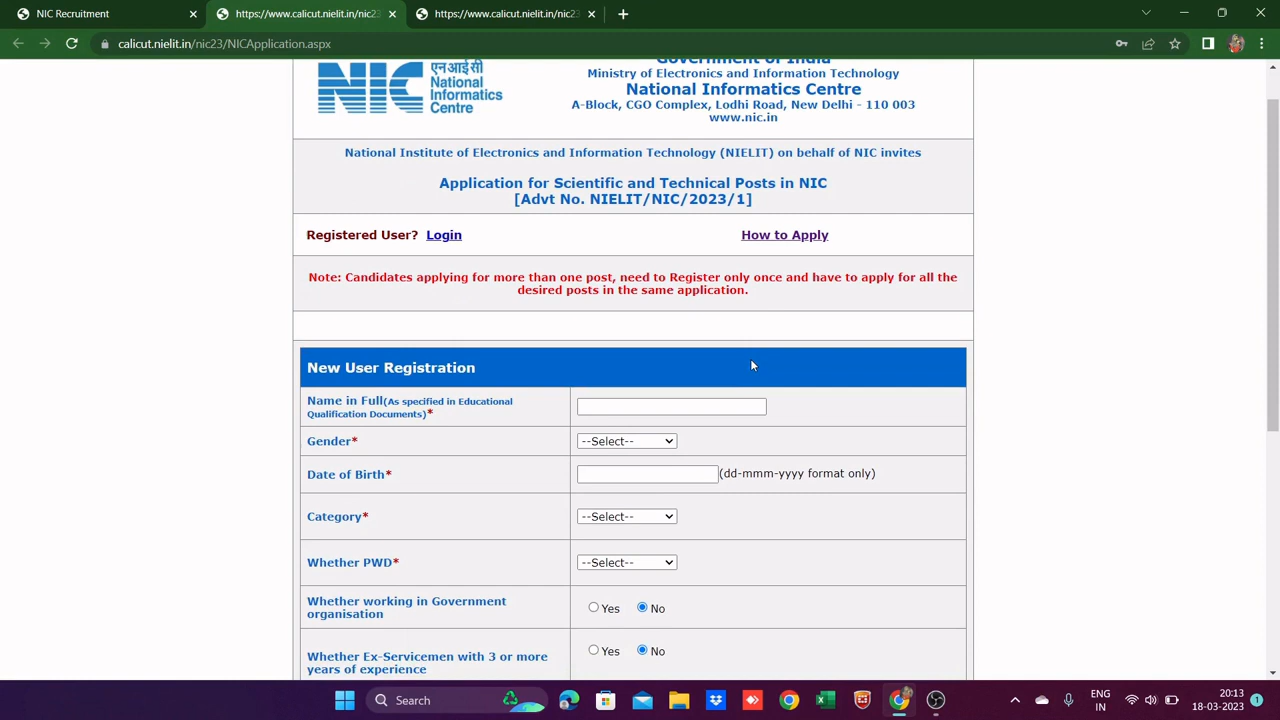 NIC Recruitment
https://www.calicut.nielit.in/nic23
https://www.calicut.nielit.in/nic23
calicut.nielit.in/nic23/NICApplication.aspx
NIC
एनआईसी
National
Informatics
Centre
Government of India
Ministry of Electronics and Information Technology
National Informatics Centre
A-Block, CGO Complex, Lodhi Road, New Delhi - 110 003
www.nic.in
National Institute of Electronics and Information Technology (NIELIT) on behalf of NIC invites
Application for Scientific and Technical Posts in NIC
[Advt No. NIELIT/NIC/2023/1]
Registered User? Login
How to Apply
Note: Candidates applying for more than one post, need to Register only once and have to apply for all the
desired posts in the same application.
New User Registration
Name in Full(As specified in Educational
Qualification Documents)*
Gender*
--Select--
Date of Birth*
(dd-mmm-yyyy format only)
Category*
--Select--
Whether PWD*
--Select--
Whether working in Government
organisation
Yes No
Whether Ex-Servicemen with 3 or more
years of experience
Yes No
Search
ENG
IN
20:13
18-03-2023
1